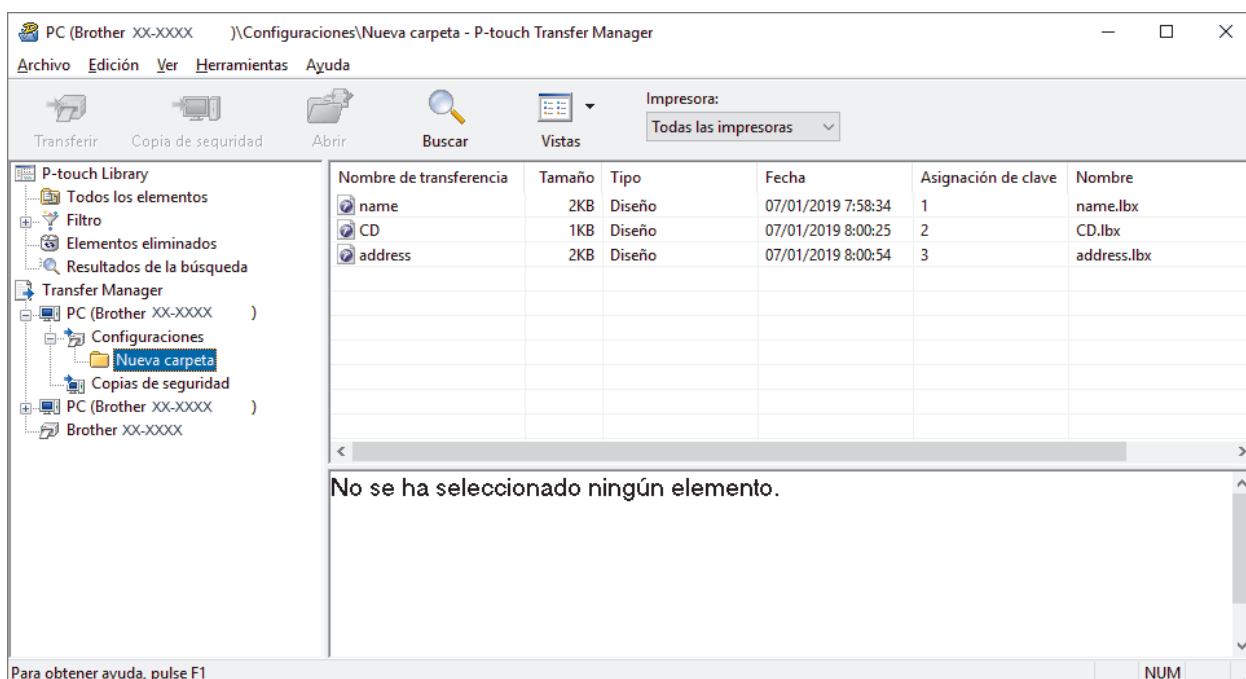 PC (Brother XX-XXXX )\Configuraciones\Nueva carpeta - P-touch Transfer Manager
Archivo Edición Ver Herramientas Ayuda
Transferir Copia de seguridad Abrir Buscar Vistas
Impresora:
Todas las impresoras
P-touch Library
Todos los elementos
Filtro
Elementos eliminados
Resultados de la búsqueda
Transfer Manager
PC (Brother XX-XXXX )
Configuraciones
Nueva carpeta
Copias de seguridad
PC (Brother XX-XXXX )
Brother XX-XXXX
Nombre de transferencia Tamaño Tipo Fecha Asignación de clave Nombre
name 2KB Diseño 07/01/2019 7:58:34 1 name.lbx
CD 1KB Diseño 07/01/2019 8:00:25 2 CD.lbx
address 2KB Diseño 07/01/2019 8:00:54 3 address.lbx
No se ha seleccionado ningún elemento.
Para obtener ayuda, pulse F1 NUM